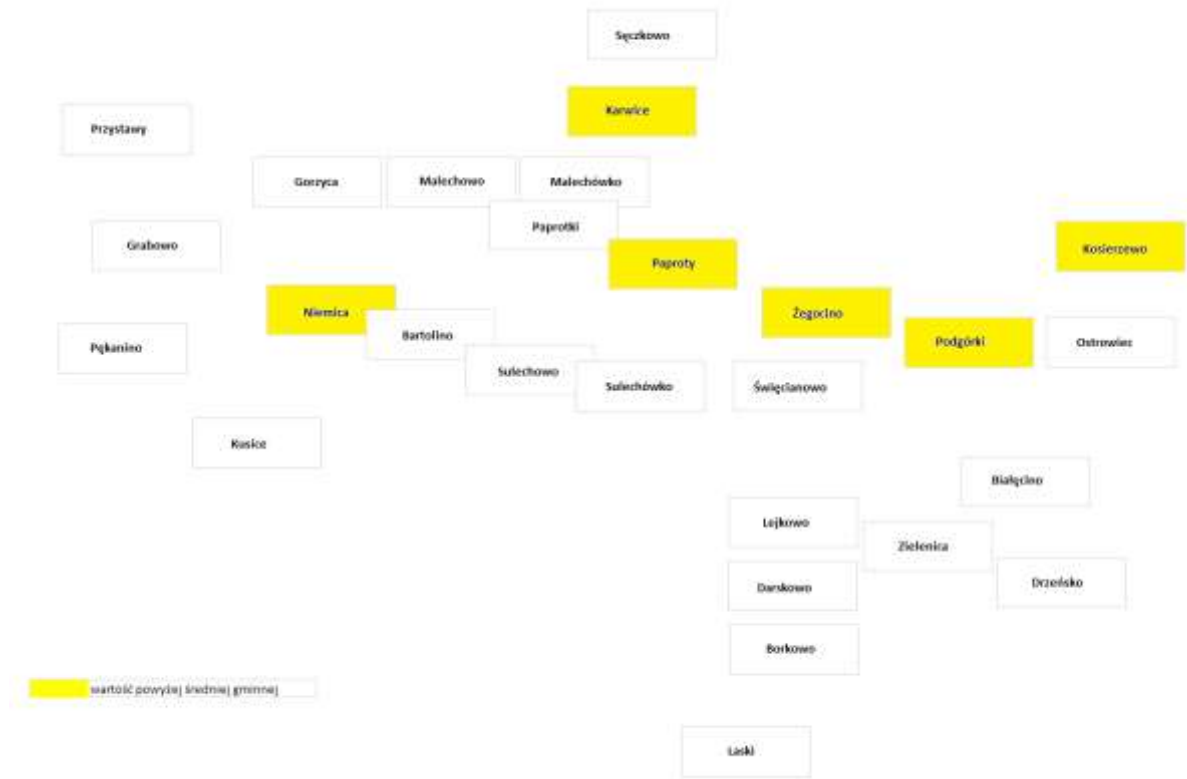 Sęczkowo
Karwice
Przystawy
Gorzyca
Malechowo
Malechówko
Paprotki
Grabowo
Kosierzewo
Paproty
Niemica
Żegocino
Bartolino
Podgórki
Ostrowiec
Pękanino
Sulechowo
Sulechówko
Święcianowo
Kusice
Białęcino
Lejkowo
Zielenica
Darskowo
Drzeńsko
Borkowo
wartość powyżej średniej gminnej
Laski